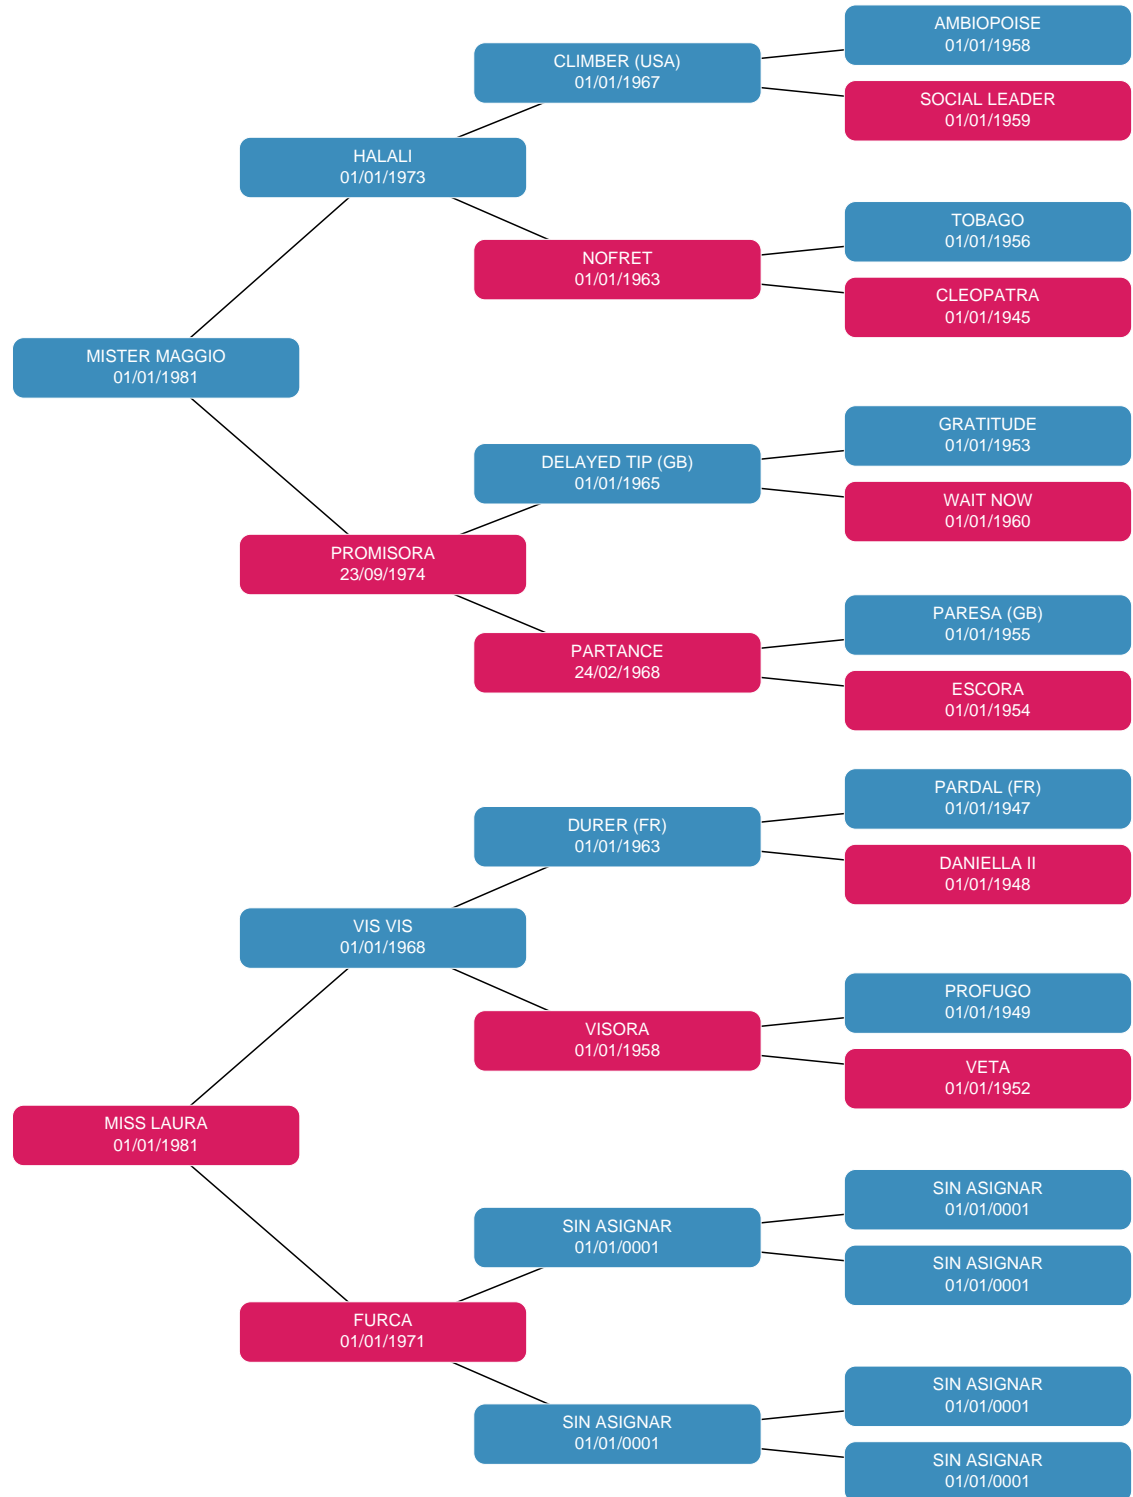 AMBIOPOISE
01/01/1958
CLIMBER (USA)
01/01/1967
SOCIAL LEADER
01/01/1959
HALALI
01/01/1973
TOBAGO
01/01/1956
NOFRET
01/01/1963
CLEOPATRA
01/01/1945
MISTER MAGGIO
01/01/1981
GRATITUDE
01/01/1953
DELAYED TIP (GB)
01/01/1965
WAIT NOW
01/01/1960
PROMISORA
23/09/1974
PARESA (GB)
01/01/1955
PARTANCE
24/02/1968
ESCORA
01/01/1954
PARDAL (FR)
01/01/1947
DURER (FR)
01/01/1963
DANIELLA II
01/01/1948
VIS VIS
01/01/1968
PROFUGO
01/01/1949
VISORA
01/01/1958
VETA
01/01/1952
MISS LAURA
01/01/1981
SIN ASIGNAR
01/01/0001
SIN ASIGNAR
01/01/0001
SIN ASIGNAR
01/01/0001
FURCA
01/01/1971
SIN ASIGNAR
01/01/0001
SIN ASIGNAR
01/01/0001
SIN ASIGNAR
01/01/0001